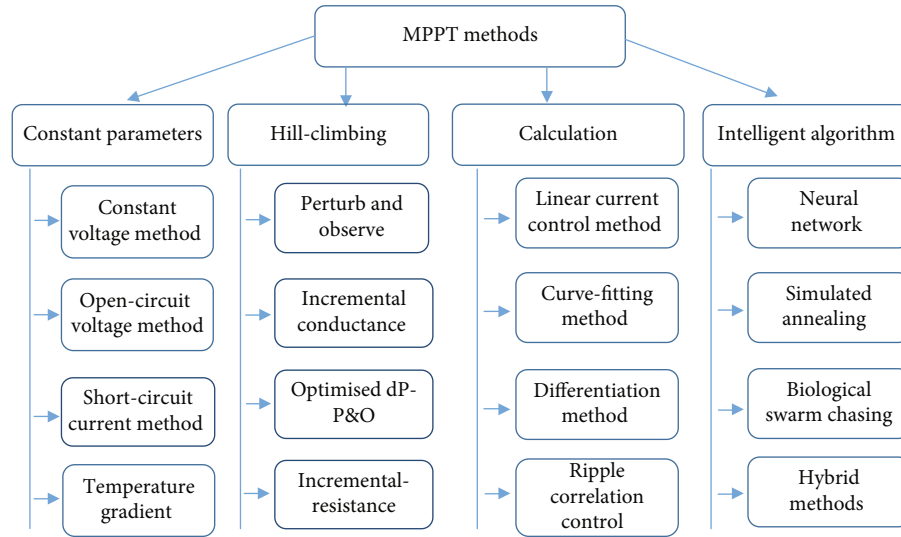 MPPT methods
Constant parameters
Hill-climbing
Calculation
Intelligent algorithm
Constant
voltage method
Open-circuit
voltage method
Short-circuit
current method
Temperature
gradient
Perturb and
observe
Incremental
conductance
Optimised dP-
P&O
Incremental-
resistance
Linear current
control method
Curve-fitting
method
Differentiation
method
Ripple
correlation
control
Neural
network
Simulated
annealing
Biological
swarm chasing
Hybrid
methods